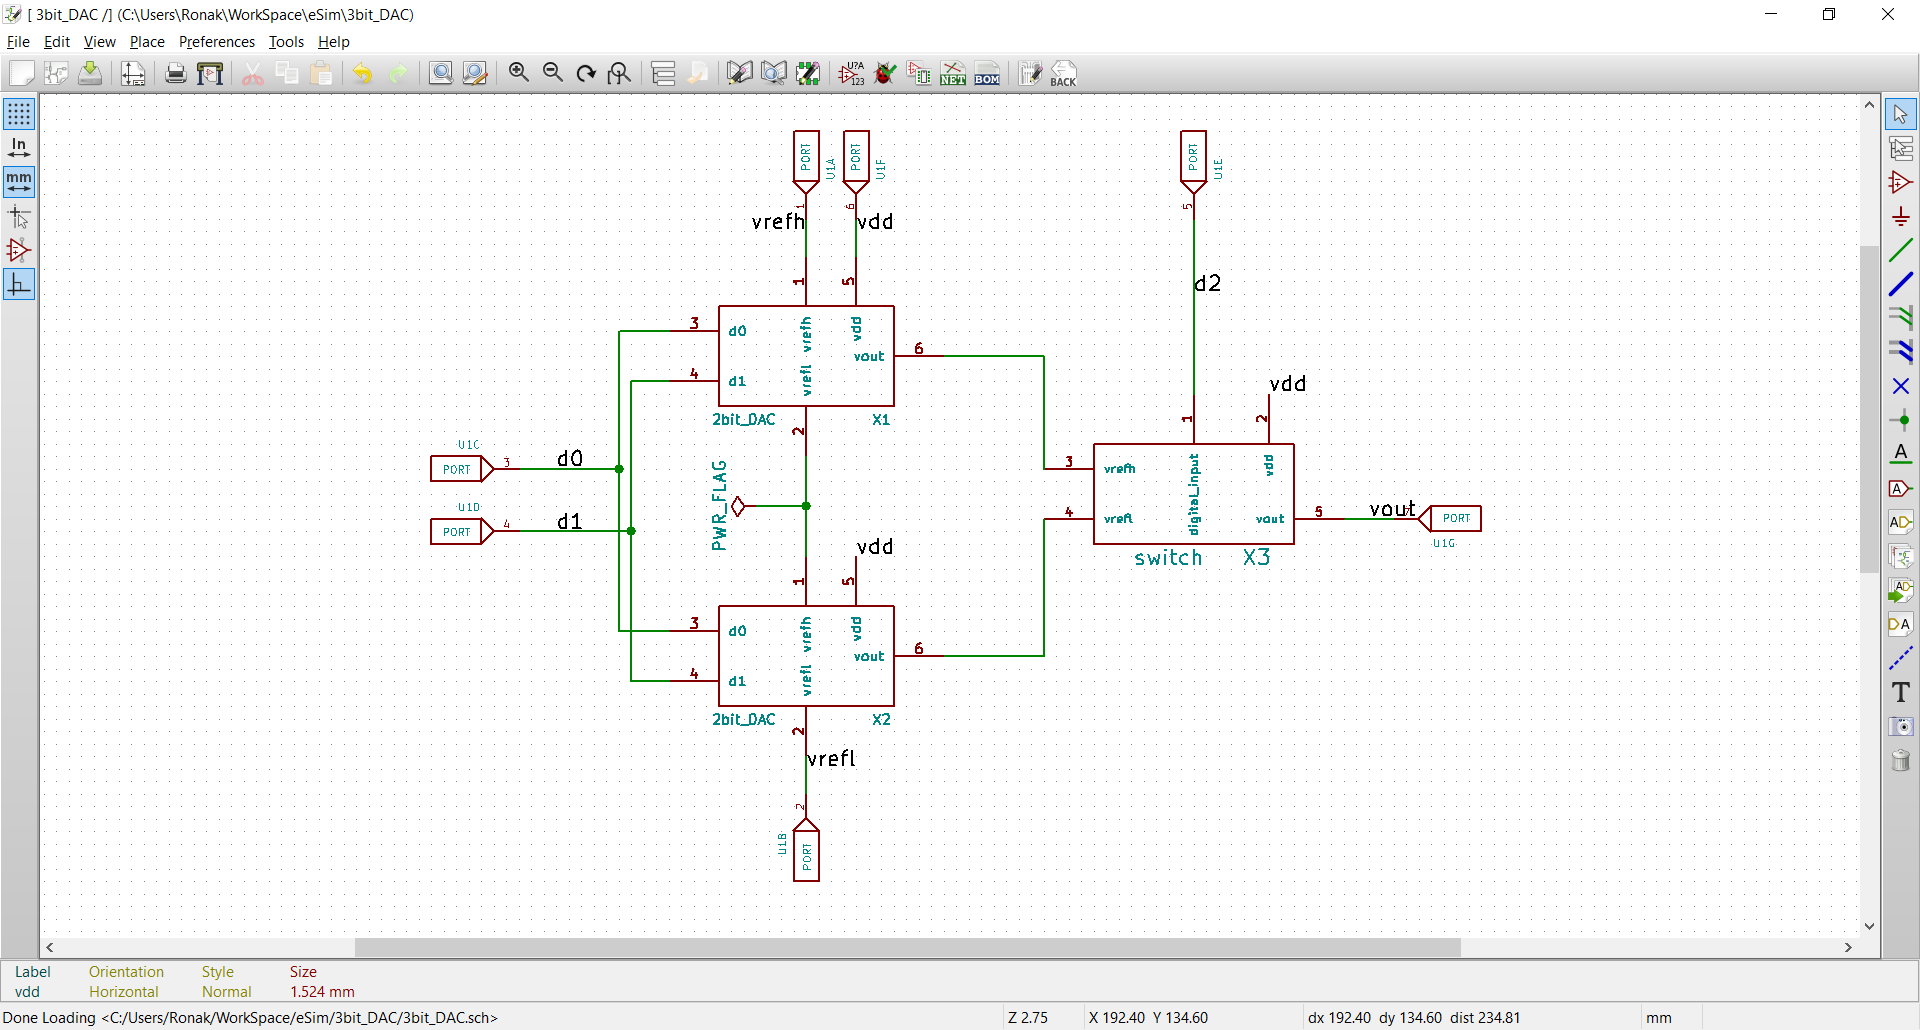 [ 3bit_DAC /] (C:\Users\Ronak\WorkSpace\eSim\3bit_DAC)
File Edit View Place Preferences Tools Help
U?A
123
NET
BOM
BACK
In
mm
PORT U1A
PORT U1F
PORT U1E
1
6
5
vrefh
vdd
d2
1
5
3
d0
vrefh
vdd
vout
6
4
d1
vrefl
2bit_DAC
X1
2
vdd
1
2
U1C
PORT
3
d0
U1D
PORT
4
d1
PWR_FLAG
3
vrefh
digital_input
vdd
4
vrefl
vout
5
vout
7
PORT
U1G
switch
X3
vdd
1
5
3
d0
vrefh
vdd
vout
6
4
d1
vrefl
2bit_DAC
X2
2
vrefl
2
U1B
PORT
A
A
AD
AD
DA
T
Label Orientation Style Size
vdd Horizontal Normal 1.524 mm
Done Loading <C:/Users/Ronak/WorkSpace/eSim/3bit_DAC/3bit_DAC.sch>
Z 2.75
X 192.40 Y 134.60
dx 192.40 dy 134.60 dist 234.81
mm